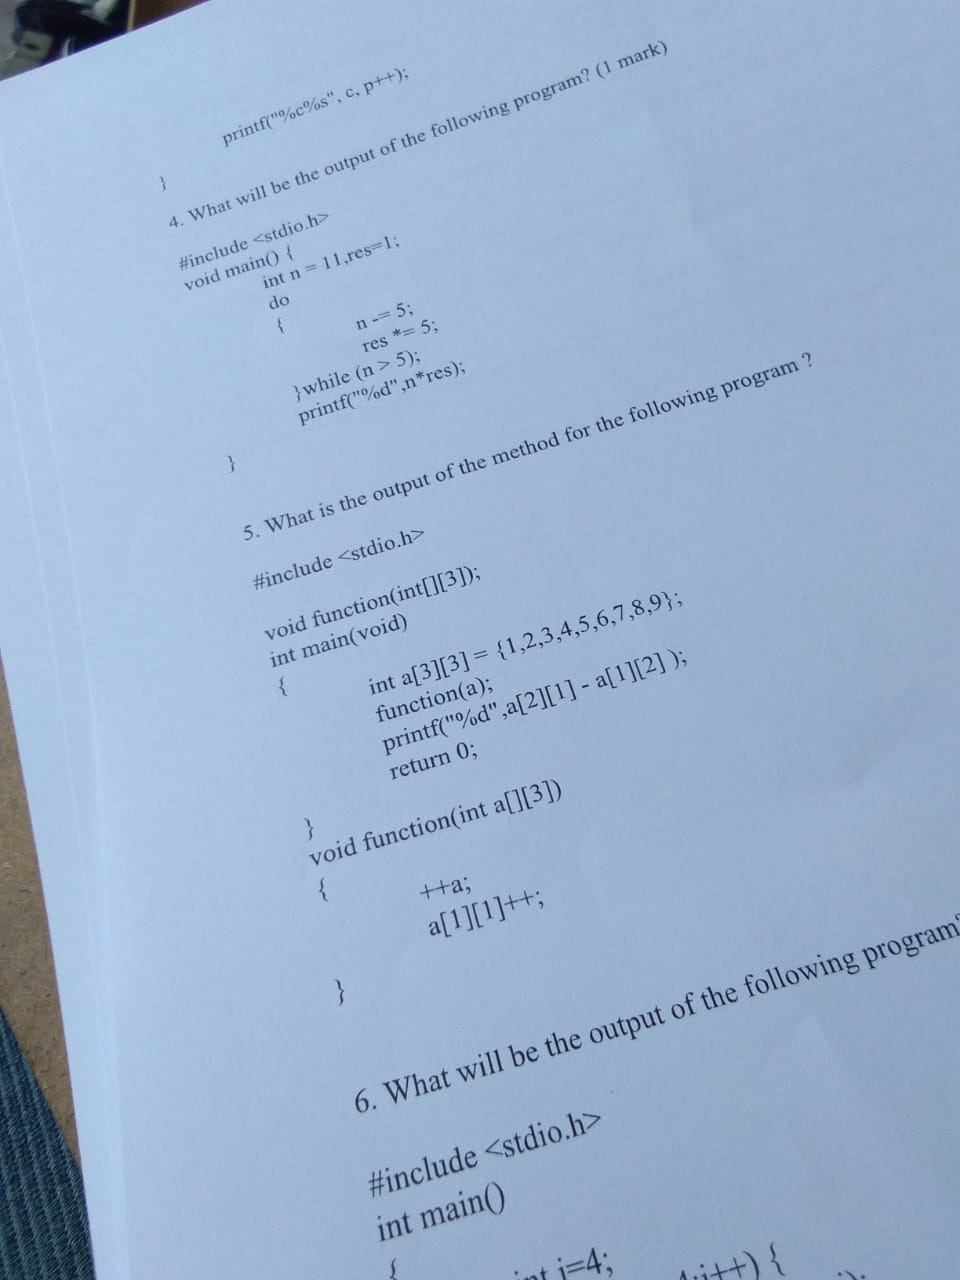 printf("%c%s", c, p++);
}
4. What will be the output of the following program? (1 mark)
#include <stdio.h>
void main() {
int n = 11,res=1;
do
{
n -= 5;
res *= 5;
}while (n > 5);
printf("%d",n*res);
}
5. What is the output of the method for the following program ?
#include <stdio.h>
void function(int[][3]);
int main(void)
{
int a[3][3] = {1,2,3,4,5,6,7,8,9};
function(a);
printf("%d",a[2][1] - a[1][2] );
return 0;
}
void function(int a[][3])
{
++a;
a[1][1]++;
}
6. What will be the output of the following program?
#include <stdio.h>
int main()
{
int i=4;
i++) {